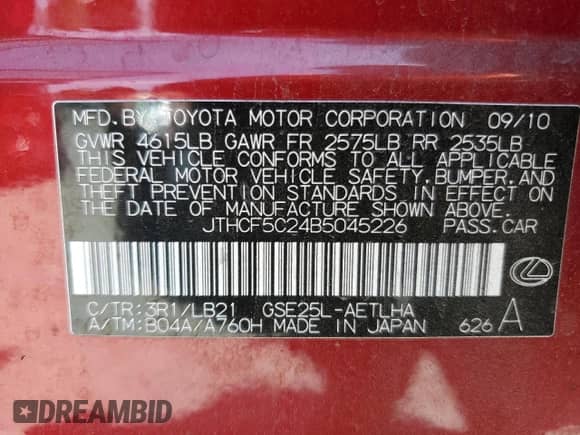 MFD.BY TOYOTA MOTOR CORPORATION 09/10
GVWR 4615LB GAWR FR 2575LB RR 2535LB
THIS VEHICLE CONFORMS TO ALL APPLICABLE
FEDERAL MOTOR VEHICLE SAFETY,BUMPER,AND
THEFT PREVENTION STANDARDS IN EFFECT ON
THE DATE OF MANUFACTURE SHOWN ABOVE.
JTHCF5C24B5045226 PASS.CAR
C/TR:3R1/LB21 GSE25L-AETLHA
A/TM:B04A/A760H MADE IN JAPAN 626 A
DREAMBID